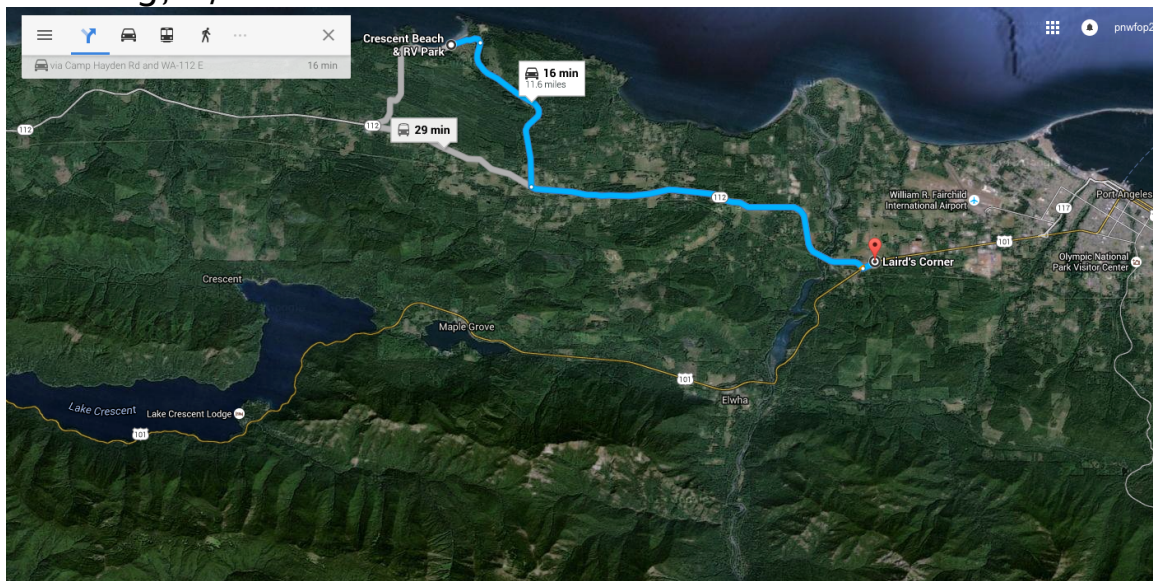 via Camp Hayden Rd and WA-112 E 16 min
pnwfop2
Crescent Beach
& RV Park
16 min
11.6 miles
112
112
29 min
112
William R. Fairchild
International Airport
117
Port Angeles
101
Olympic National
Park Visitor Center
Laird's Corner
Crescent
Maple Grove
101
Elwha
Lake Crescent
Lake Crescent Lodge
101